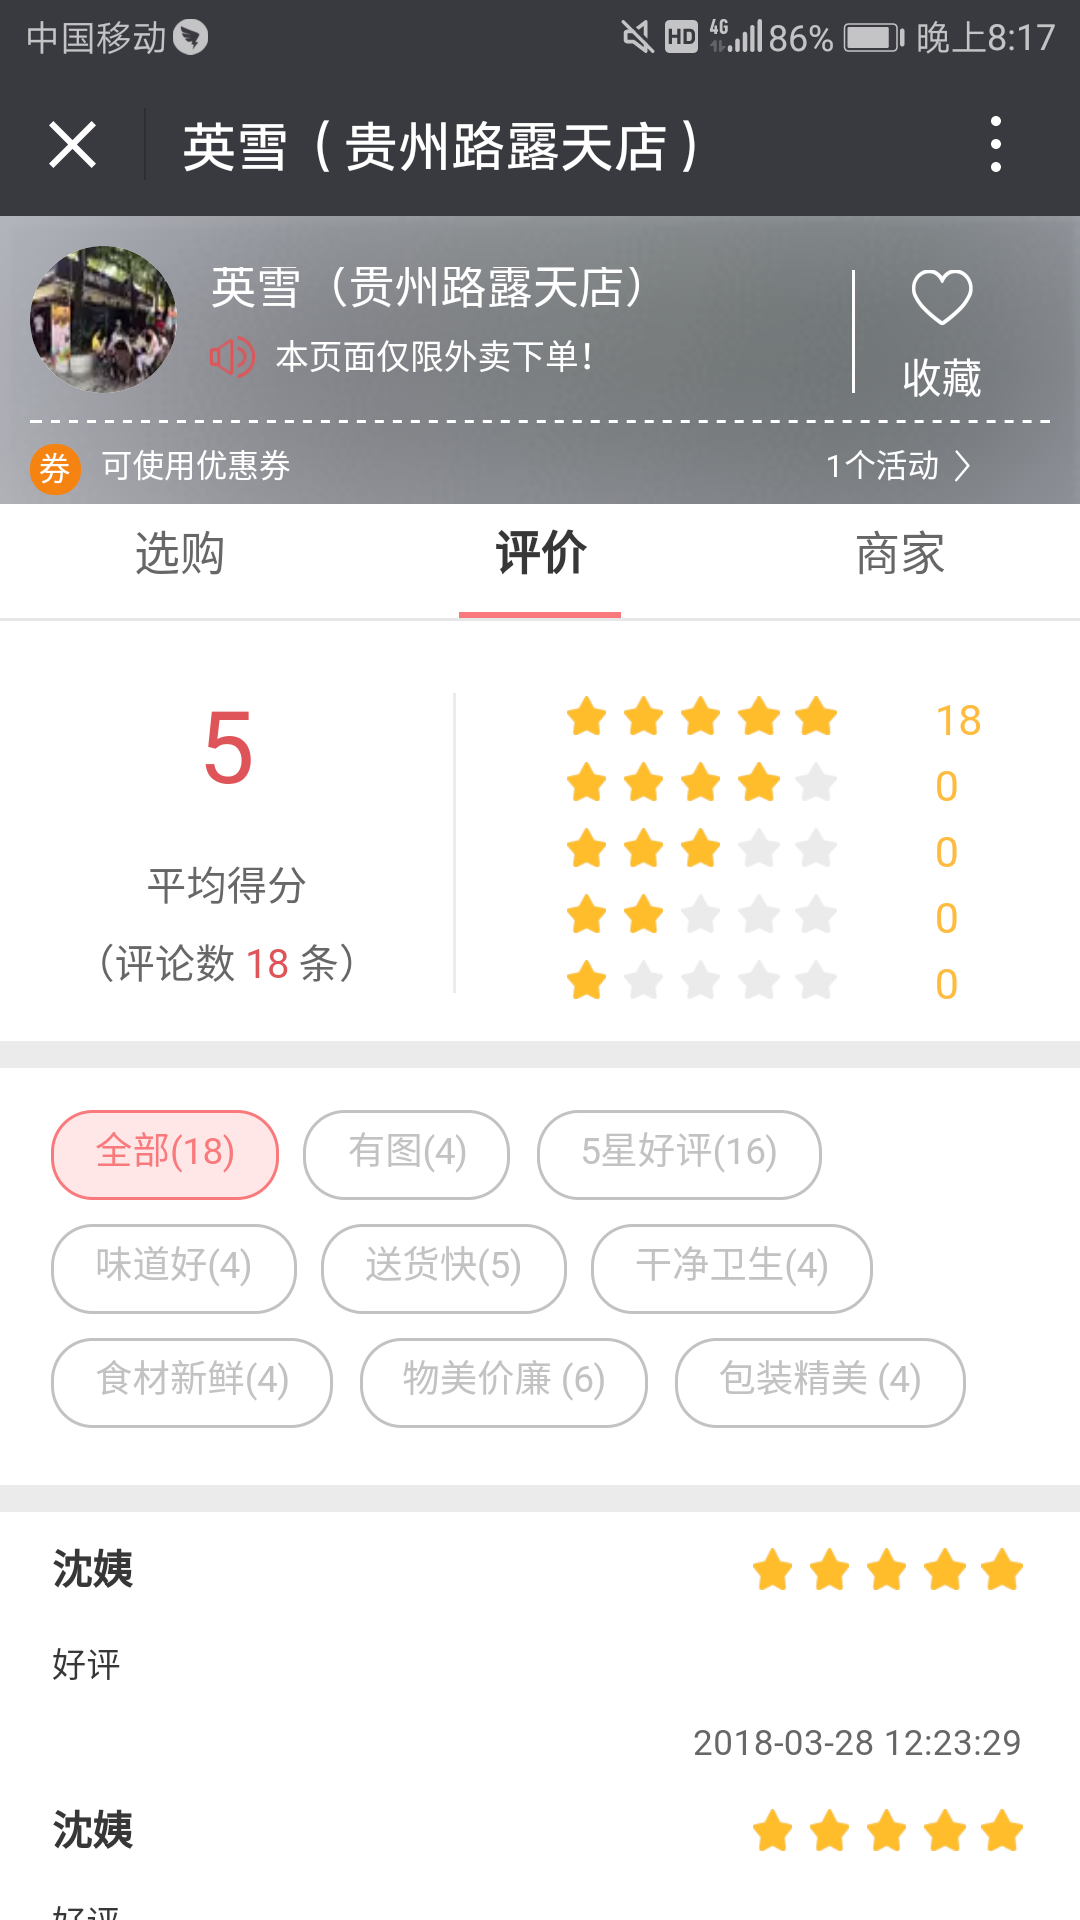 中国移动 HD 4G 86% 晚上8:17
英雪（贵州路露天店）
英雪（贵州路露天店）
本页面仅限外卖下单！
收藏
券 可使用优惠券 1个活动
选购 评价 商家
5
平均得分
（评论数 18 条）
18
0
0
0
0
全部(18) 有图(4) 5星好评(16)
味道好(4) 送货快(5) 干净卫生(4)
食材新鲜(4) 物美价廉 (6) 包装精美 (4)
沈姨
好评
2018-03-28 12:23:29
沈姨
好评